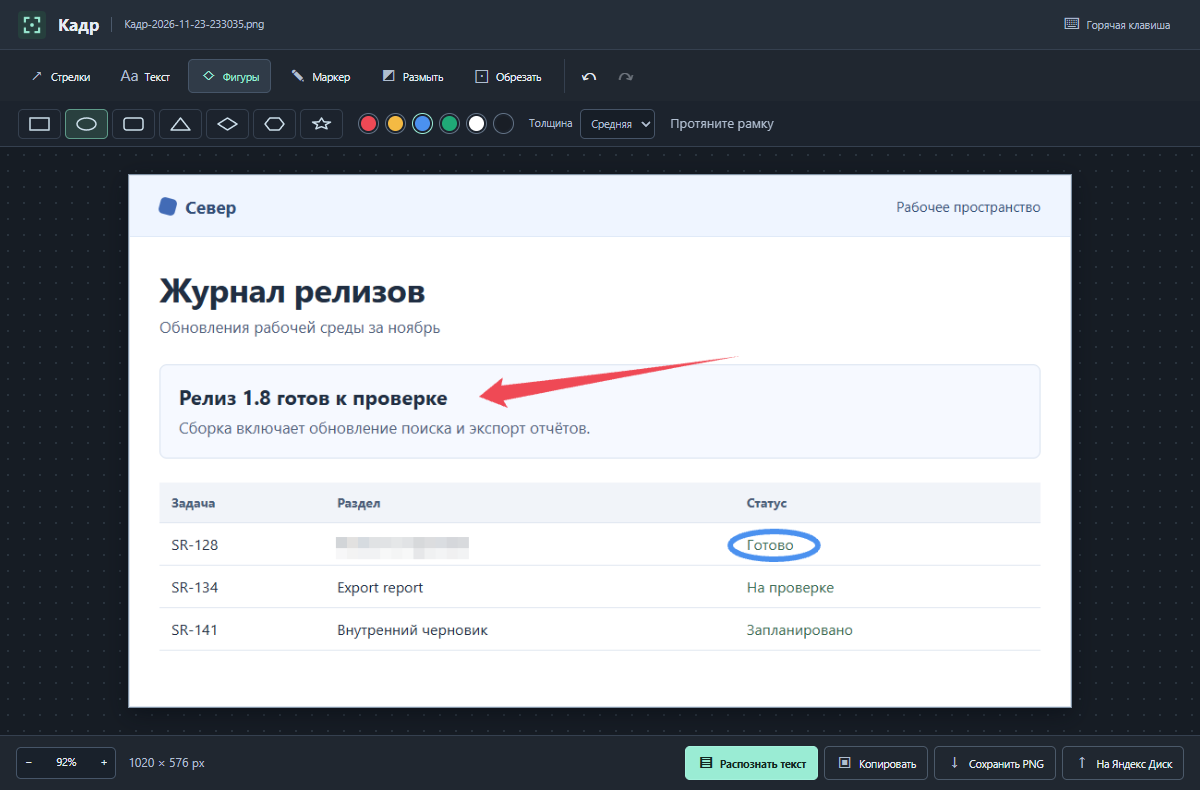 Кадр
Кадр-2026-11-23-233035.png
Горячая клавиша
Стрелки
Aa Текст
Фигуры
Маркер
Размыть
Обрезать
Толщина
Средняя
Протяните рамку
Север
Рабочее пространство
Журнал релизов
Обновления рабочей среды за ноябрь
Релиз 1.8 готов к проверке
Сборка включает обновление поиска и экспорт отчётов.
Задача Раздел Статус
SR-128 Готово
SR-134 Export report На проверке
SR-141 Внутренний черновик Запланировано
− 92% +
1020 × 576 px
Распознать текст
Копировать
Сохранить PNG
На Яндекс Диск